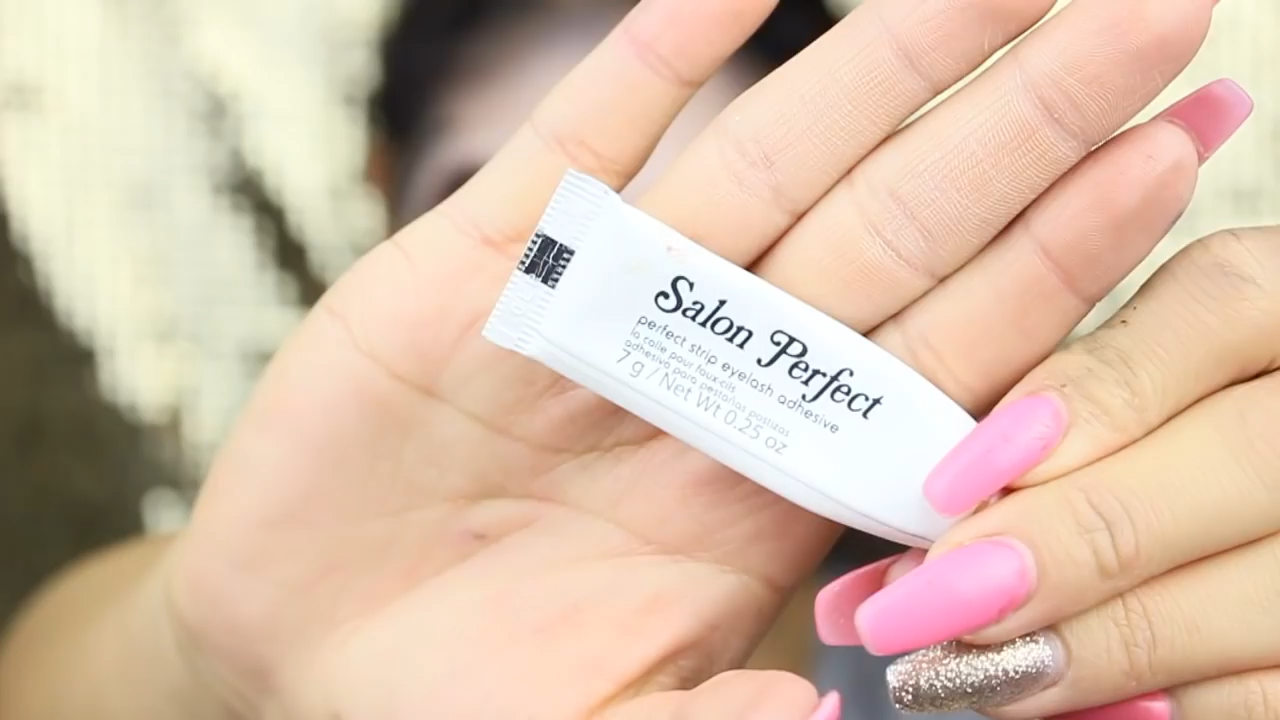 Salon Perfect
perfect strip eyelash adhesive
la colle pour faux-cils
adhesivo para pestañas postizas
7 g / Net Wt 0.25 oz